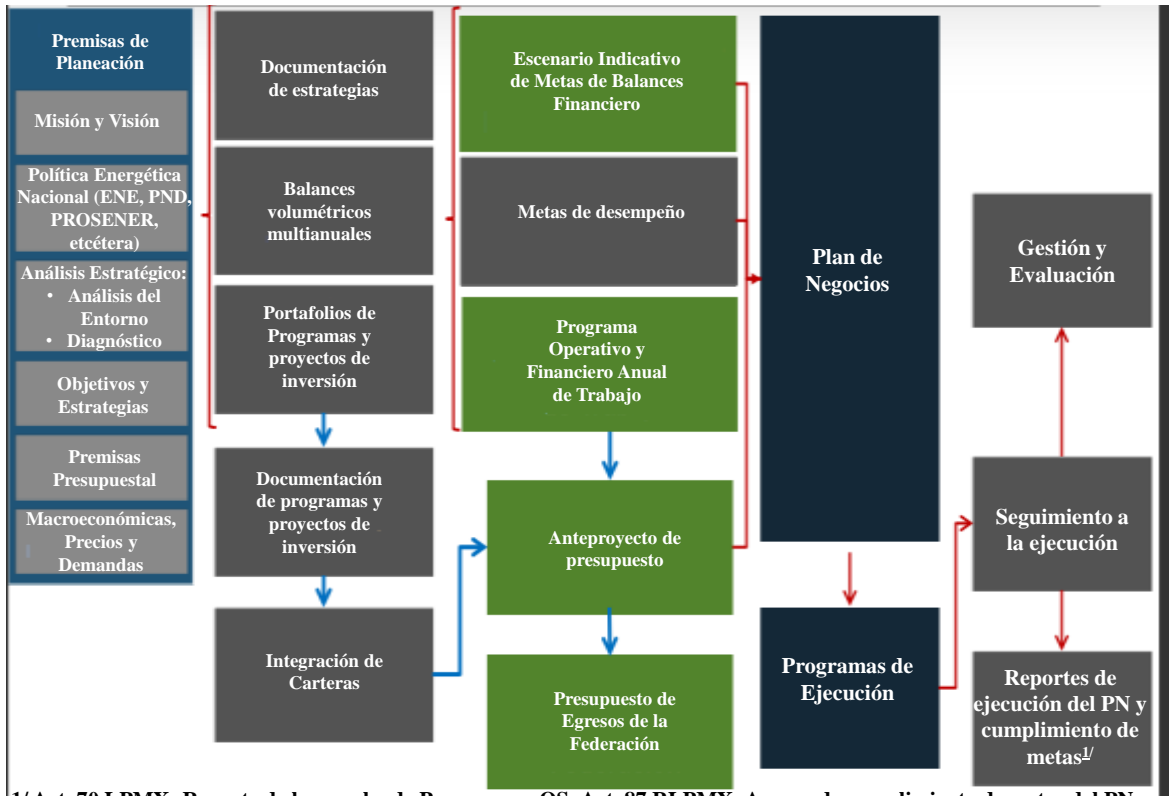 Premisas de
Planeación
Misión y Visión
Política Energética
Nacional (ENE, PND,
PROSENER,
etcétera)
Análisis Estratégico:
• Análisis del
Entorno
• Diagnóstico
Objetivos y
Estrategias
Premisas
Presupuestal
Macroeconómicas,
Precios y
Demandas
Documentación
de estrategias
Balances
volumétricos
multianuales
Portafolios de
Programas y
proyectos de
inversión
Documentación
de programas y
proyectos de
inversión
Integración de
Carteras
Escenario Indicativo
de Metas de Balances
Financiero
Metas de desempeño
Programa
Operativo y
Financiero Anual
de Trabajo
Anteproyecto de
presupuesto
Presupuesto de
Egresos de la
Federación
Plan de
Negocios
Programas de
Ejecución
Gestión y
Evaluación
Seguimiento a
la ejecución
Reportes de
ejecución del PN y
cumplimiento de
metas1/